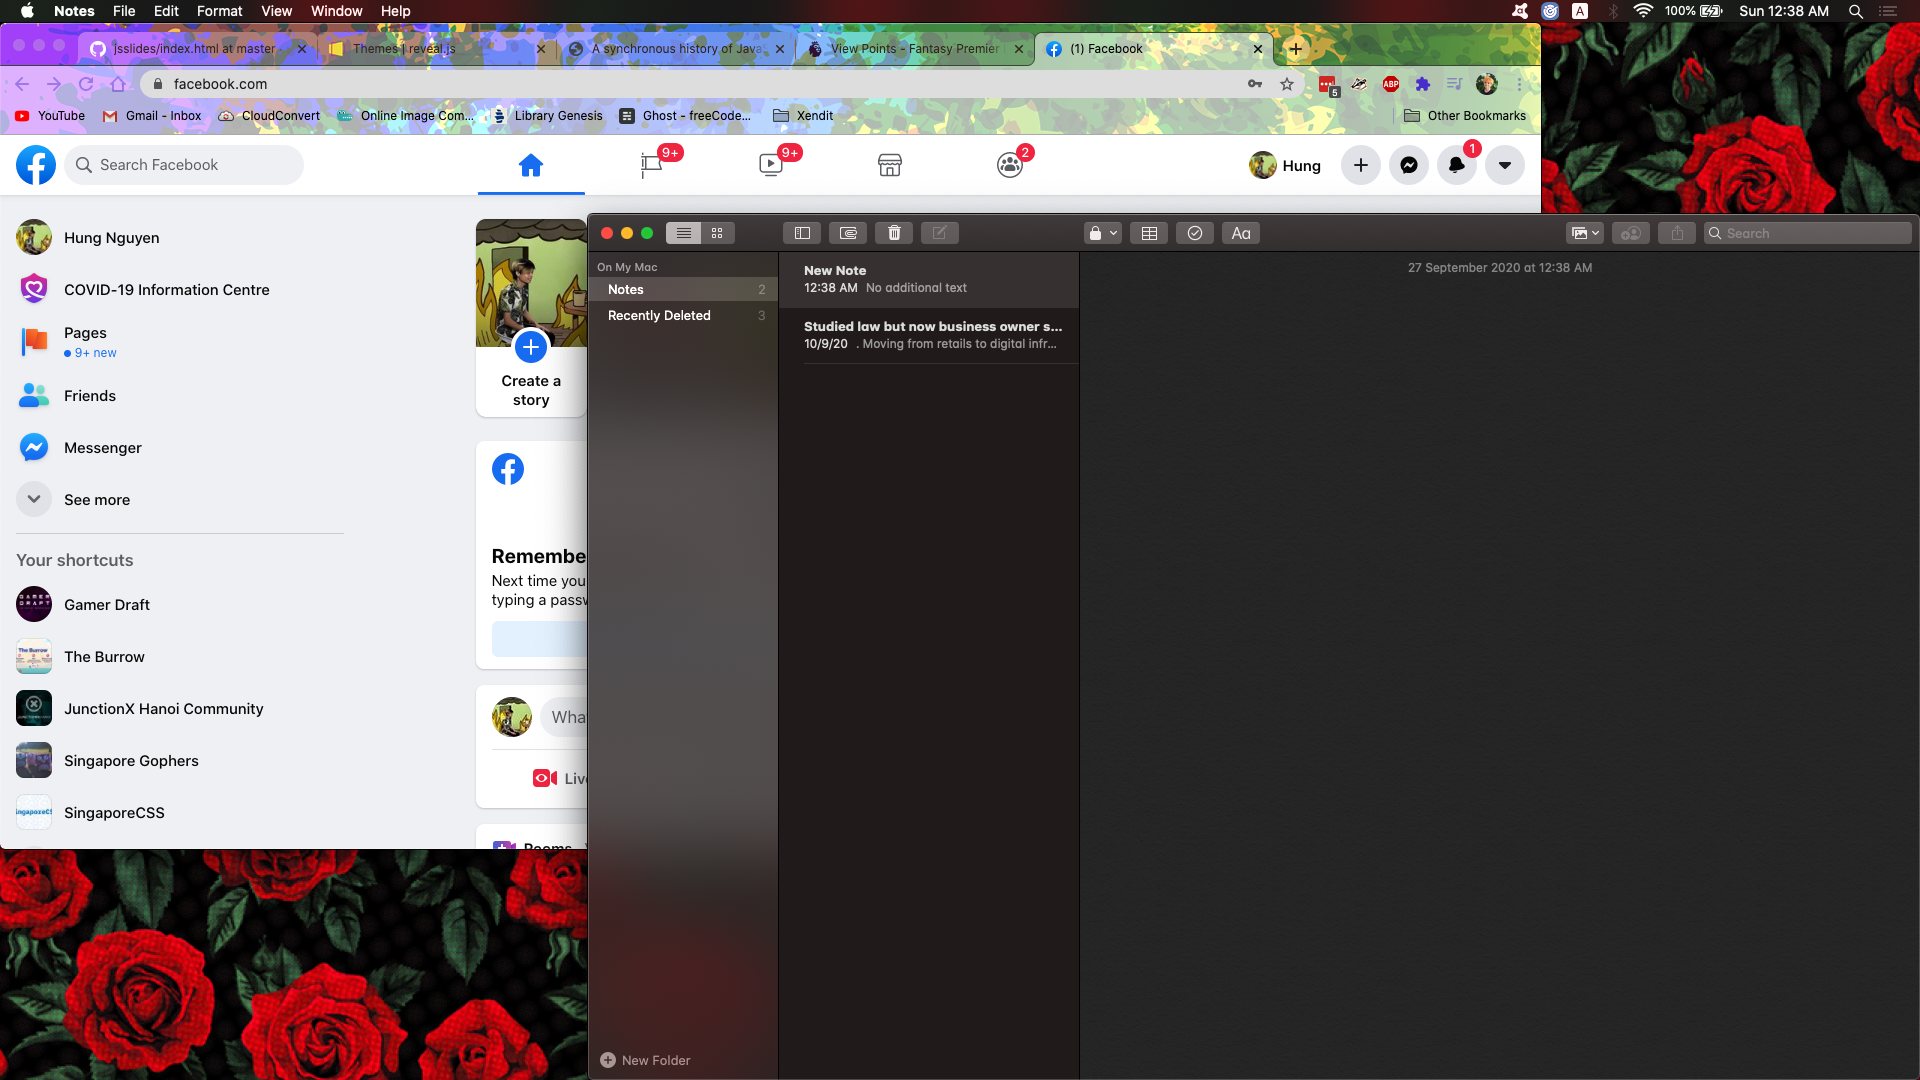 Notes File Edit Format View Window Help
A 100% Sun 12:38 AM
jsslides/index.html at master
Themes | reveal.js
A synchronous history of Java
View Points - Fantasy Premier
(1) Facebook
facebook.com
5
ABP
YouTube
Gmail - Inbox
CloudConvert
Online Image Com...
Library Genesis
Ghost - freeCode...
Xendit
Other Bookmarks
Search Facebook
9+
9+
2
Hung
1
Hung Nguyen
COVID-19 Information Centre
Pages
9+ new
Friends
Messenger
See more
Your shortcuts
Gamer Draft
The Burrow
JunctionX Hanoi Community
Singapore Gophers
SingaporeCSS
Create a
story
Remembe
Next time you
typing a passw
Wha
Live
Rooms
Aa
Search
On My Mac
Notes 2
Recently Deleted 3
New Folder
New Note
12:38 AM No additional text
Studied law but now business owner s...
10/9/20 . Moving from retails to digital infr...
27 September 2020 at 12:38 AM